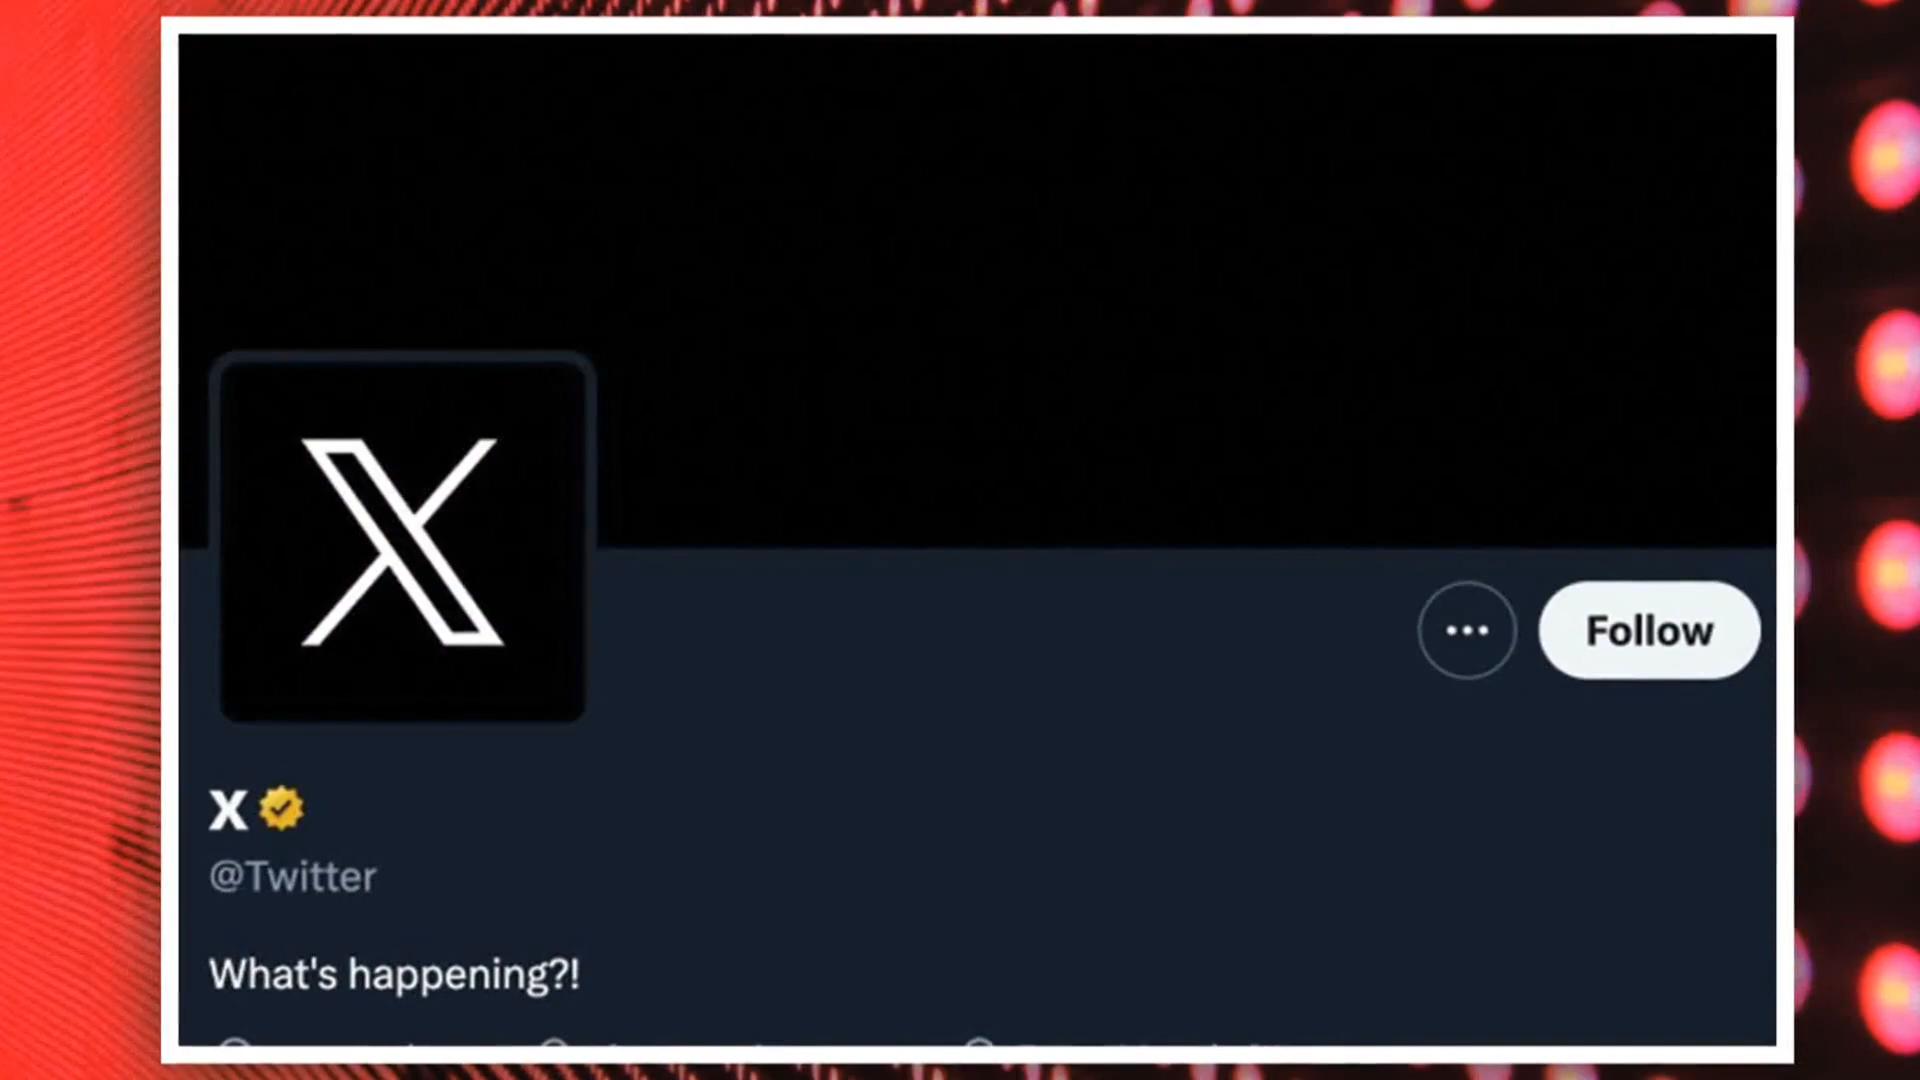 X
Follow
X
@Twitter
What's happening?!